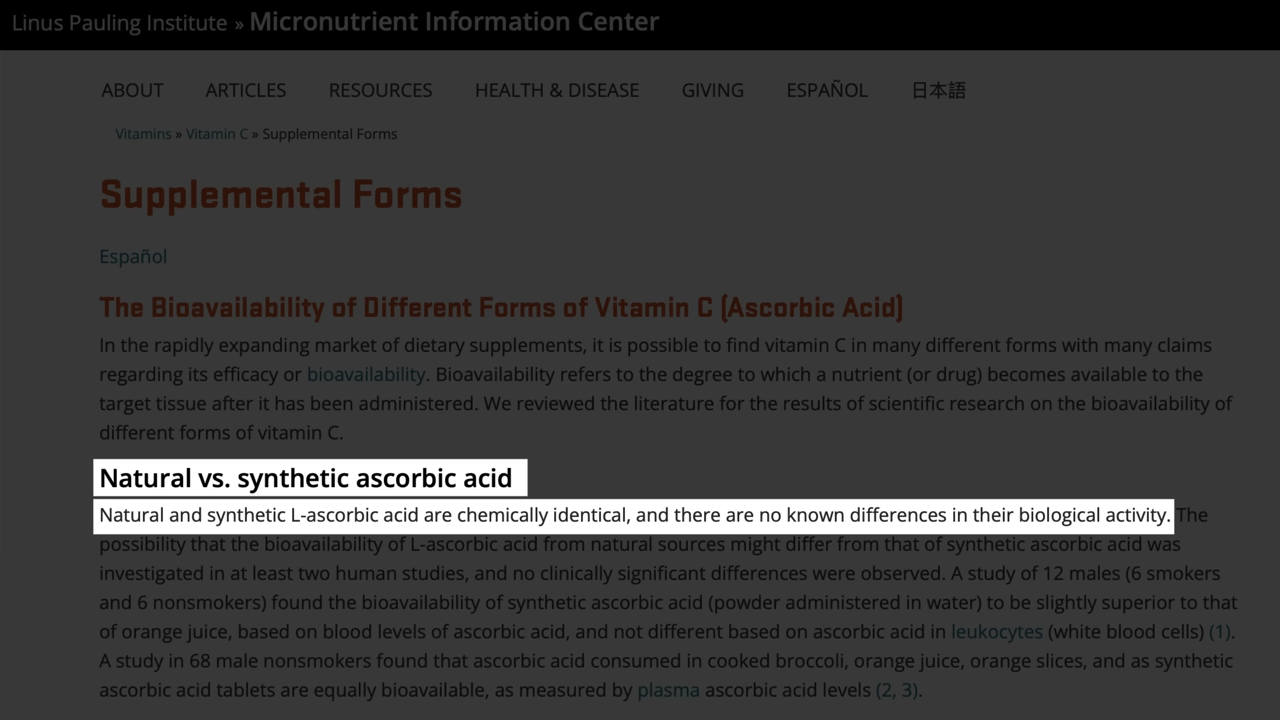 Linus Pauling Institute » Micronutrient Information Center
ABOUT ARTICLES RESOURCES HEALTH & DISEASE GIVING ESPAÑOL 日本語
Vitamins » Vitamin C » Supplemental Forms
Supplemental Forms
Español
The Bioavailability of Different Forms of Vitamin C (Ascorbic Acid)
In the rapidly expanding market of dietary supplements, it is possible to find vitamin C in many different forms with many claims
regarding its efficacy or bioavailability. Bioavailability refers to the degree to which a nutrient (or drug) becomes available to the
target tissue after it has been administered. We reviewed the literature for the results of scientific research on the bioavailability of
different forms of vitamin C.
Natural vs. synthetic ascorbic acid
Natural and synthetic L-ascorbic acid are chemically identical, and there are no known differences in their biological activity. The
possibility that the bioavailability of L-ascorbic acid from natural sources might differ from that of synthetic ascorbic acid was
investigated in at least two human studies, and no clinically significant differences were observed. A study of 12 males (6 smokers
and 6 nonsmokers) found the bioavailability of synthetic ascorbic acid (powder administered in water) to be slightly superior to that
of orange juice, based on blood levels of ascorbic acid, and not different based on ascorbic acid in leukocytes (white blood cells) (1).
A study in 68 male nonsmokers found that ascorbic acid consumed in cooked broccoli, orange juice, orange slices, and as synthetic
ascorbic acid tablets are equally bioavailable, as measured by plasma ascorbic acid levels (2, 3).